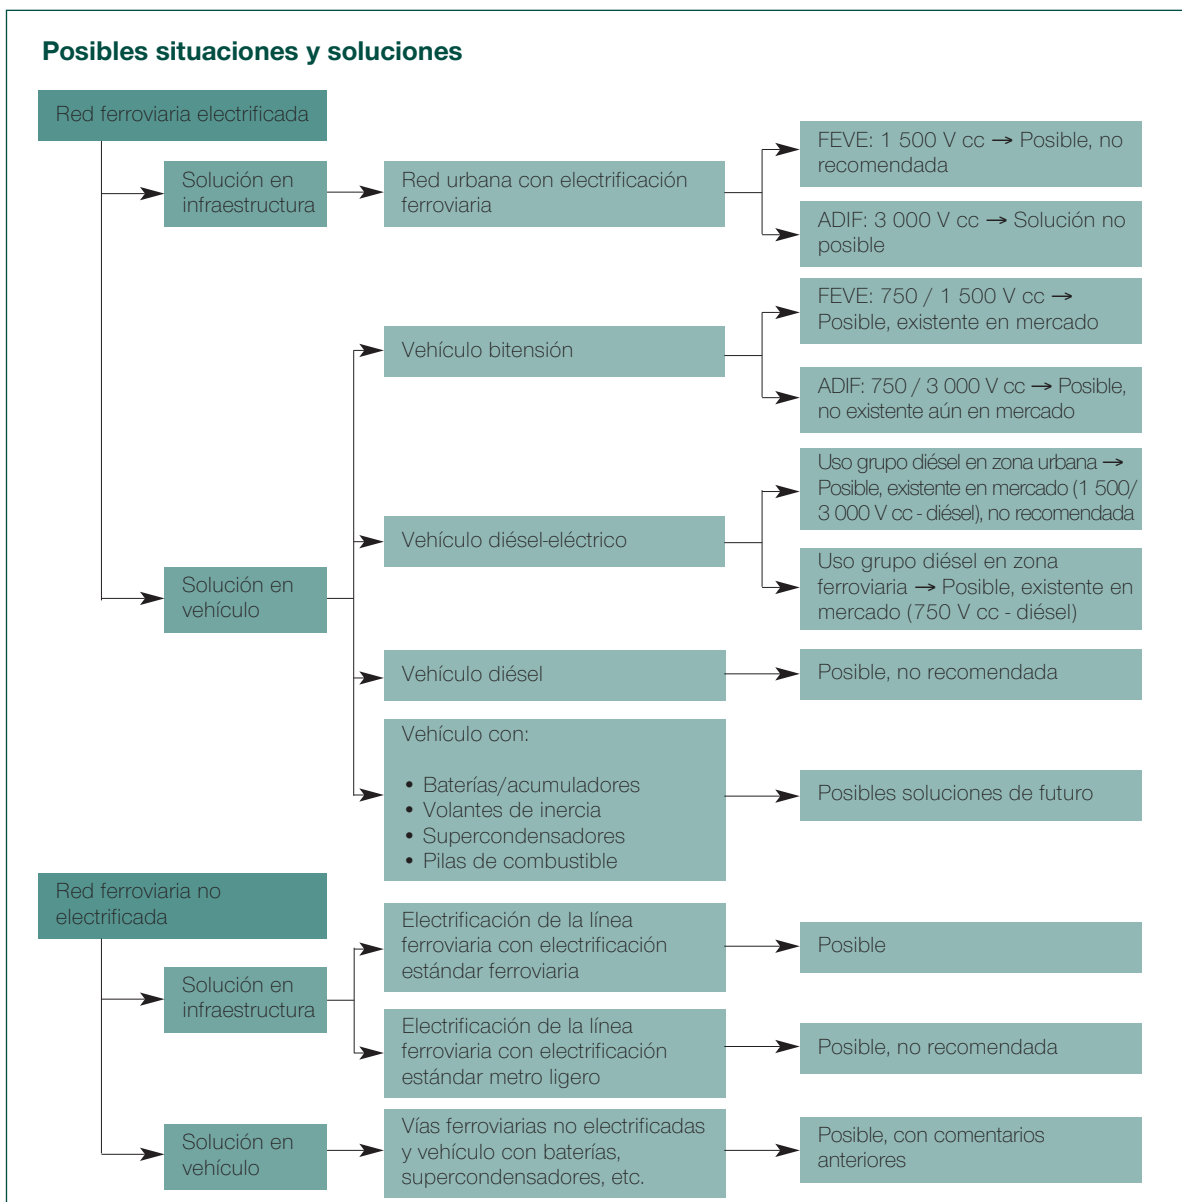 Posibles situaciones y soluciones
Red ferroviaria electrificada
Solución en
infraestructura
Red urbana con electrificación
ferroviaria
FEVE: 1 500 V cc → Posible, no
recomendada
ADIF: 3 000 V cc → Solución no
posible
Solución en
vehículo
Vehículo bitensión
FEVE: 750 / 1 500 V cc →
Posible, existente en mercado
ADIF: 750 / 3 000 V cc → Posible,
no existente aún en mercado
Vehículo diésel-eléctrico
Uso grupo diésel en zona urbana →
Posible, existente en mercado (1 500/
3 000 V cc - diésel), no recomendada
Uso grupo diésel en zona
ferroviaria → Posible, existente en
mercado (750 V cc - diésel)
Vehículo diésel
Posible, no recomendada
Vehículo con:
• Baterías/acumuladores
• Volantes de inercia
• Supercondensadores
• Pilas de combustible
Posibles soluciones de futuro
Red ferroviaria no
electrificada
Solución en
infraestructura
Electrificación de la línea
ferroviaria con electrificación
estándar ferroviaria
Posible
Electrificación de la línea
ferroviaria con electrificación
estándar metro ligero
Posible, no recomendada
Solución en
vehículo
Vías ferroviarias no electrificadas
y vehículo con baterías,
supercondensadores, etc.
Posible, con comentarios
anteriores